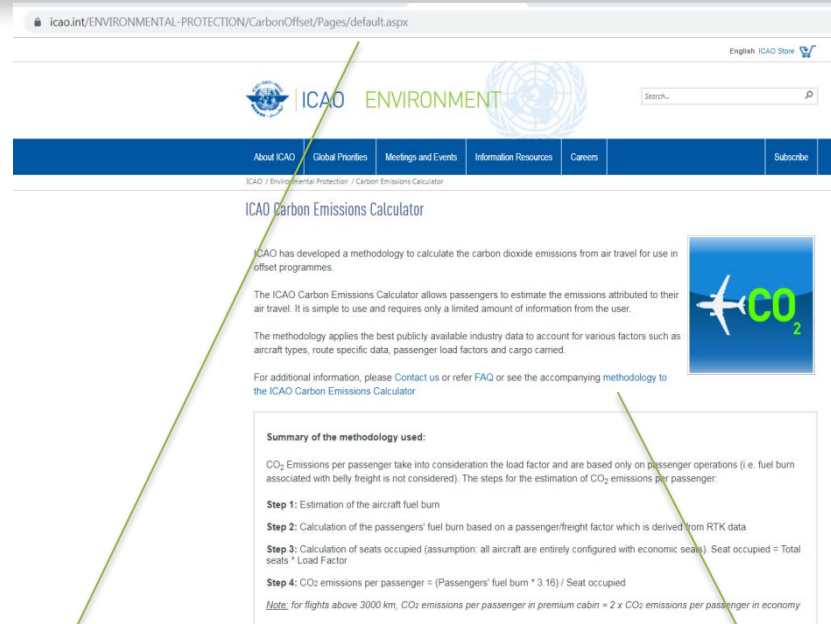 icao.int/ENVIRONMENTAL-PROTECTION/CarbonOffset/Pages/default.aspx
English ICAO Store
ICAO ENVIRONMENT
Search...
About ICAO Global Priorities Meetings and Events Information Resources Careers Subscribe
ICAO / Environmental Protection / Carbon Emissions Calculator
ICAO Carbon Emissions Calculator
ICAO has developed a methodology to calculate the carbon dioxide emissions from air travel for use in
offset programmes.
The ICAO Carbon Emissions Calculator allows passengers to estimate the emissions attributed to their
air travel. It is simple to use and requires only a limited amount of information from the user.
The methodology applies the best publicly available industry data to account for various factors such as
aircraft types, route specific data, passenger load factors and cargo carried.
For additional information, please Contact us or refer FAQ or see the accompanying methodology to
the ICAO Carbon Emissions Calculator
CO2
Summary of the methodology used:
CO2 Emissions per passenger take into consideration the load factor and are based only on passenger operations (i.e. fuel burn
associated with belly freight is not considered). The steps for the estimation of CO2 emissions per passenger:
Step 1: Estimation of the aircraft fuel burn
Step 2: Calculation of the passengers' fuel burn based on a passenger/freight factor which is derived from RTK data
Step 3: Calculation of seats occupied (assumption: all aircraft are entirely configured with economic seats). Seat occupied = Total
seats * Load Factor
Step 4: CO2 emissions per passenger = (Passengers' fuel burn * 3.16) / Seat occupied
Note: for flights above 3000 km, CO2 emissions per passenger in premium cabin = 2 x CO2 emissions per passenger in economy